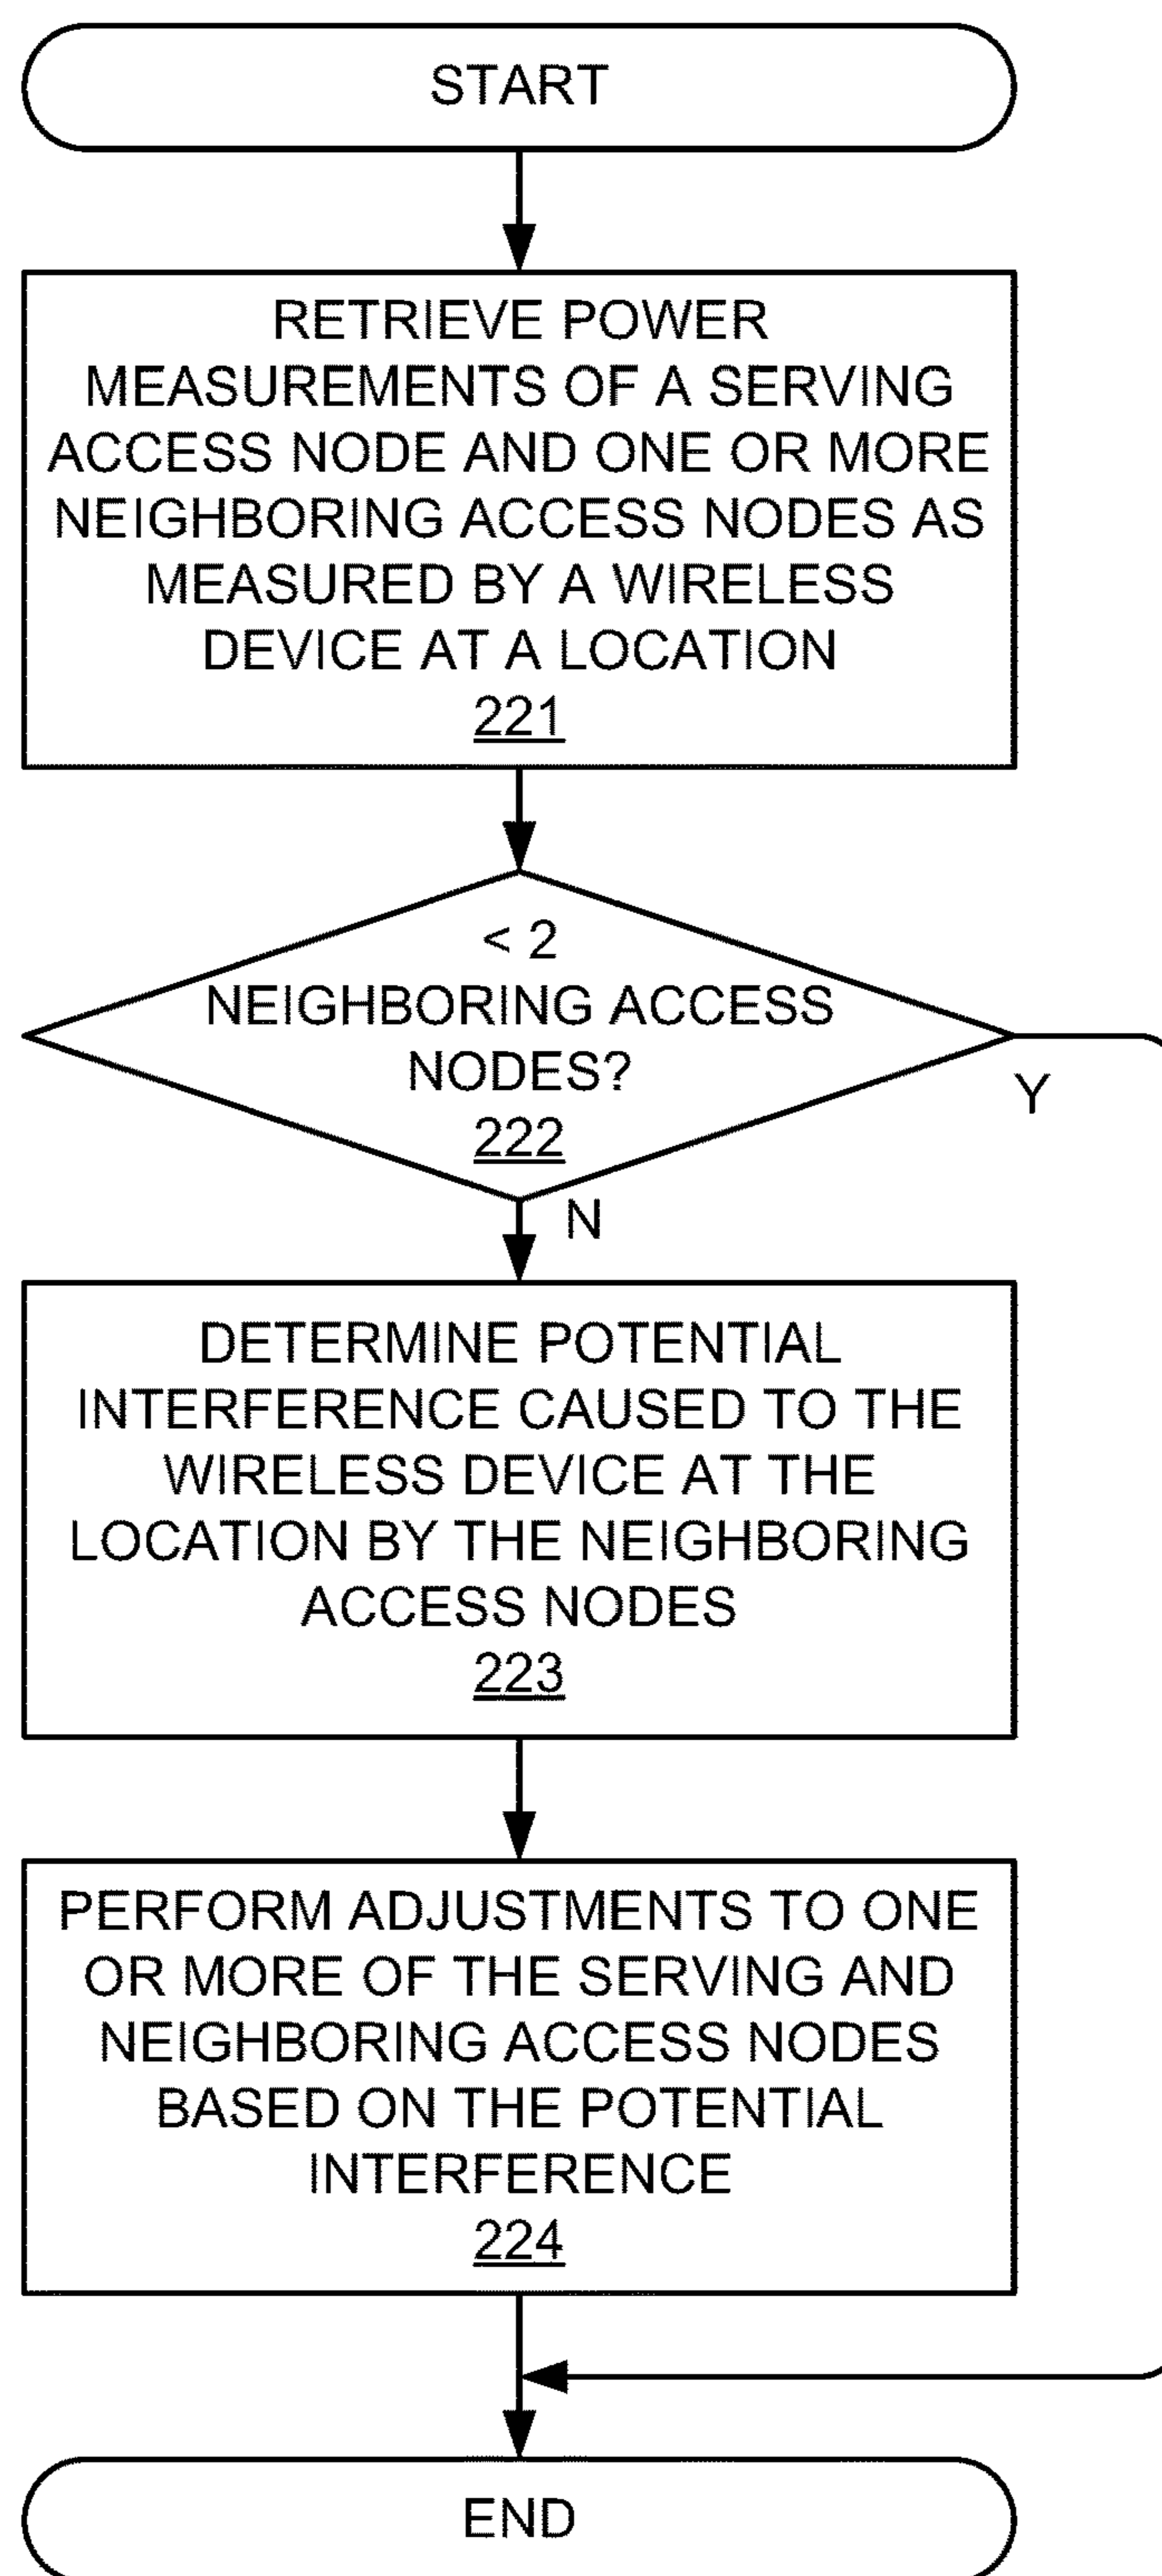 START
RETRIEVE POWER
MEASUREMENTS OF A SERVING
ACCESS NODE AND ONE OR MORE
NEIGHBORING ACCESS NODES AS
MEASURED BY A WIRELESS
DEVICE AT A LOCATION
221
< 2
NEIGHBORING ACCESS
NODES?
222
Y
N
DETERMINE POTENTIAL
INTERFERENCE CAUSED TO THE
WIRELESS DEVICE AT THE
LOCATION BY THE NEIGHBORING
ACCESS NODES
223
PERFORM ADJUSTMENTS TO ONE
OR MORE OF THE SERVING AND
NEIGHBORING ACCESS NODES
BASED ON THE POTENTIAL
INTERFERENCE
224
END